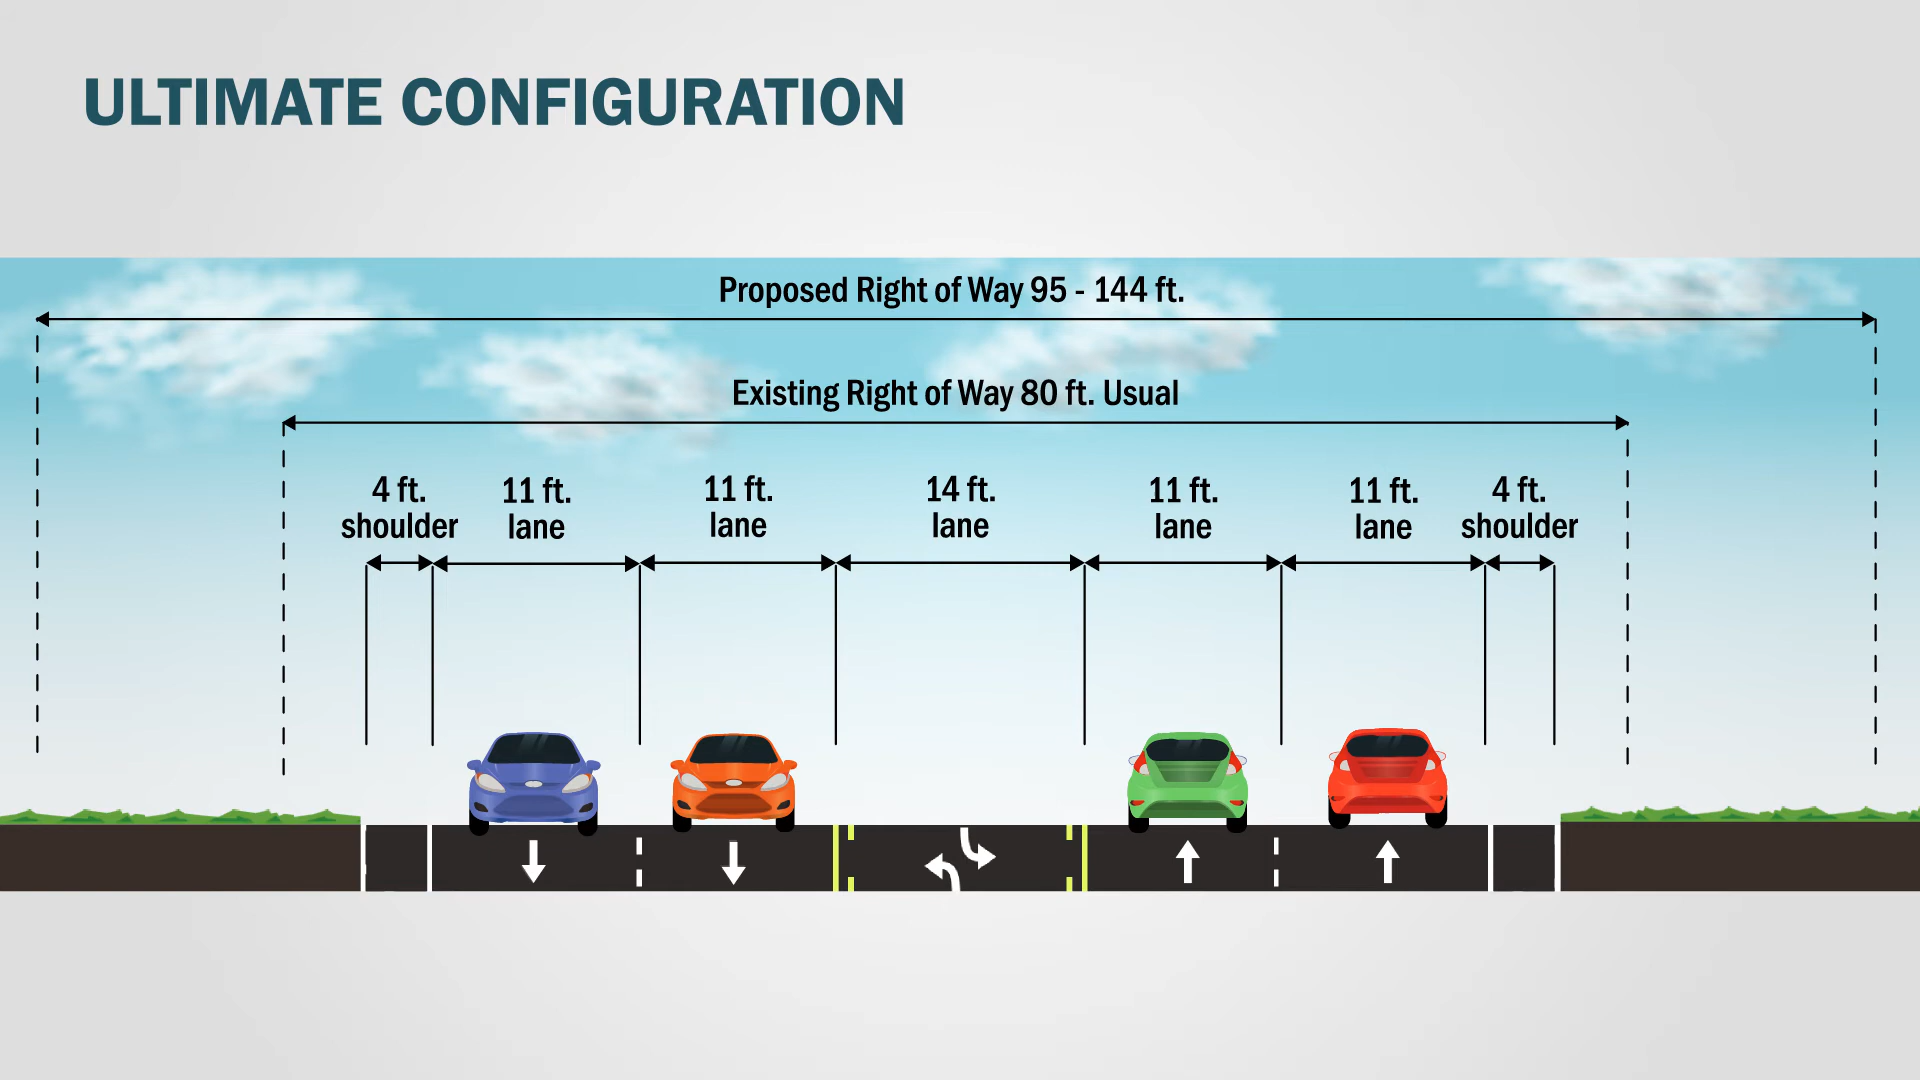 ULTIMATE CONFIGURATION
Proposed Right of Way 95 - 144 ft.
Existing Right of Way 80 ft. Usual
4 ft.
shoulder
11 ft.
lane
11 ft.
lane
14 ft.
lane
11 ft.
lane
11 ft.
lane
4 ft.
shoulder